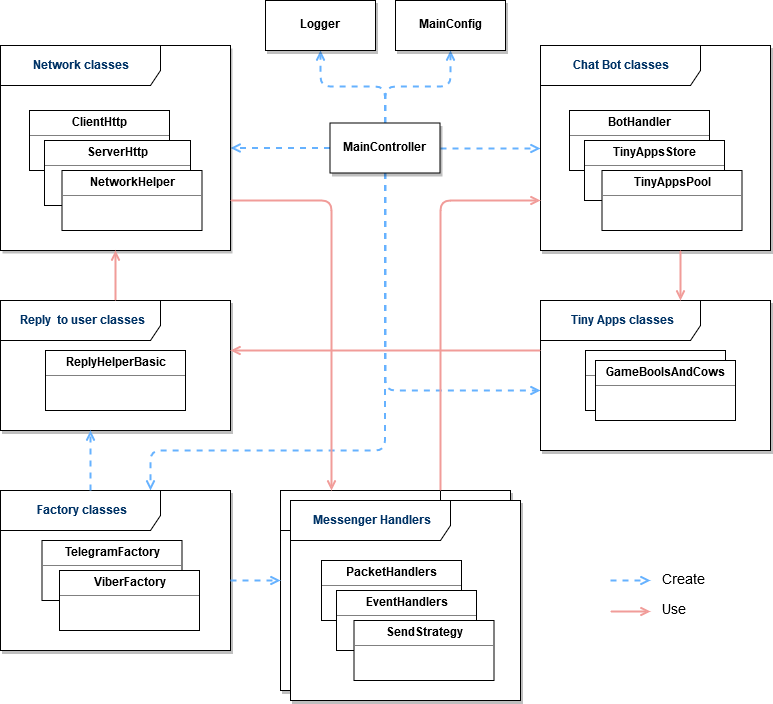 Logger
MainConfig
Network classes
Chat Bot classes
ClientHttp
ServerHttp
NetworkHelper
MainController
BotHandler
TinyAppsStore
TinyAppsPool
Reply to user classes
ReplyHelperBasic
Tiny Apps classes
GameBoolsAndCows
Factory classes
TelegramFactory
ViberFactory
Messenger Handlers
PacketHandlers
EventHandlers
SendStrategy
Create
Use